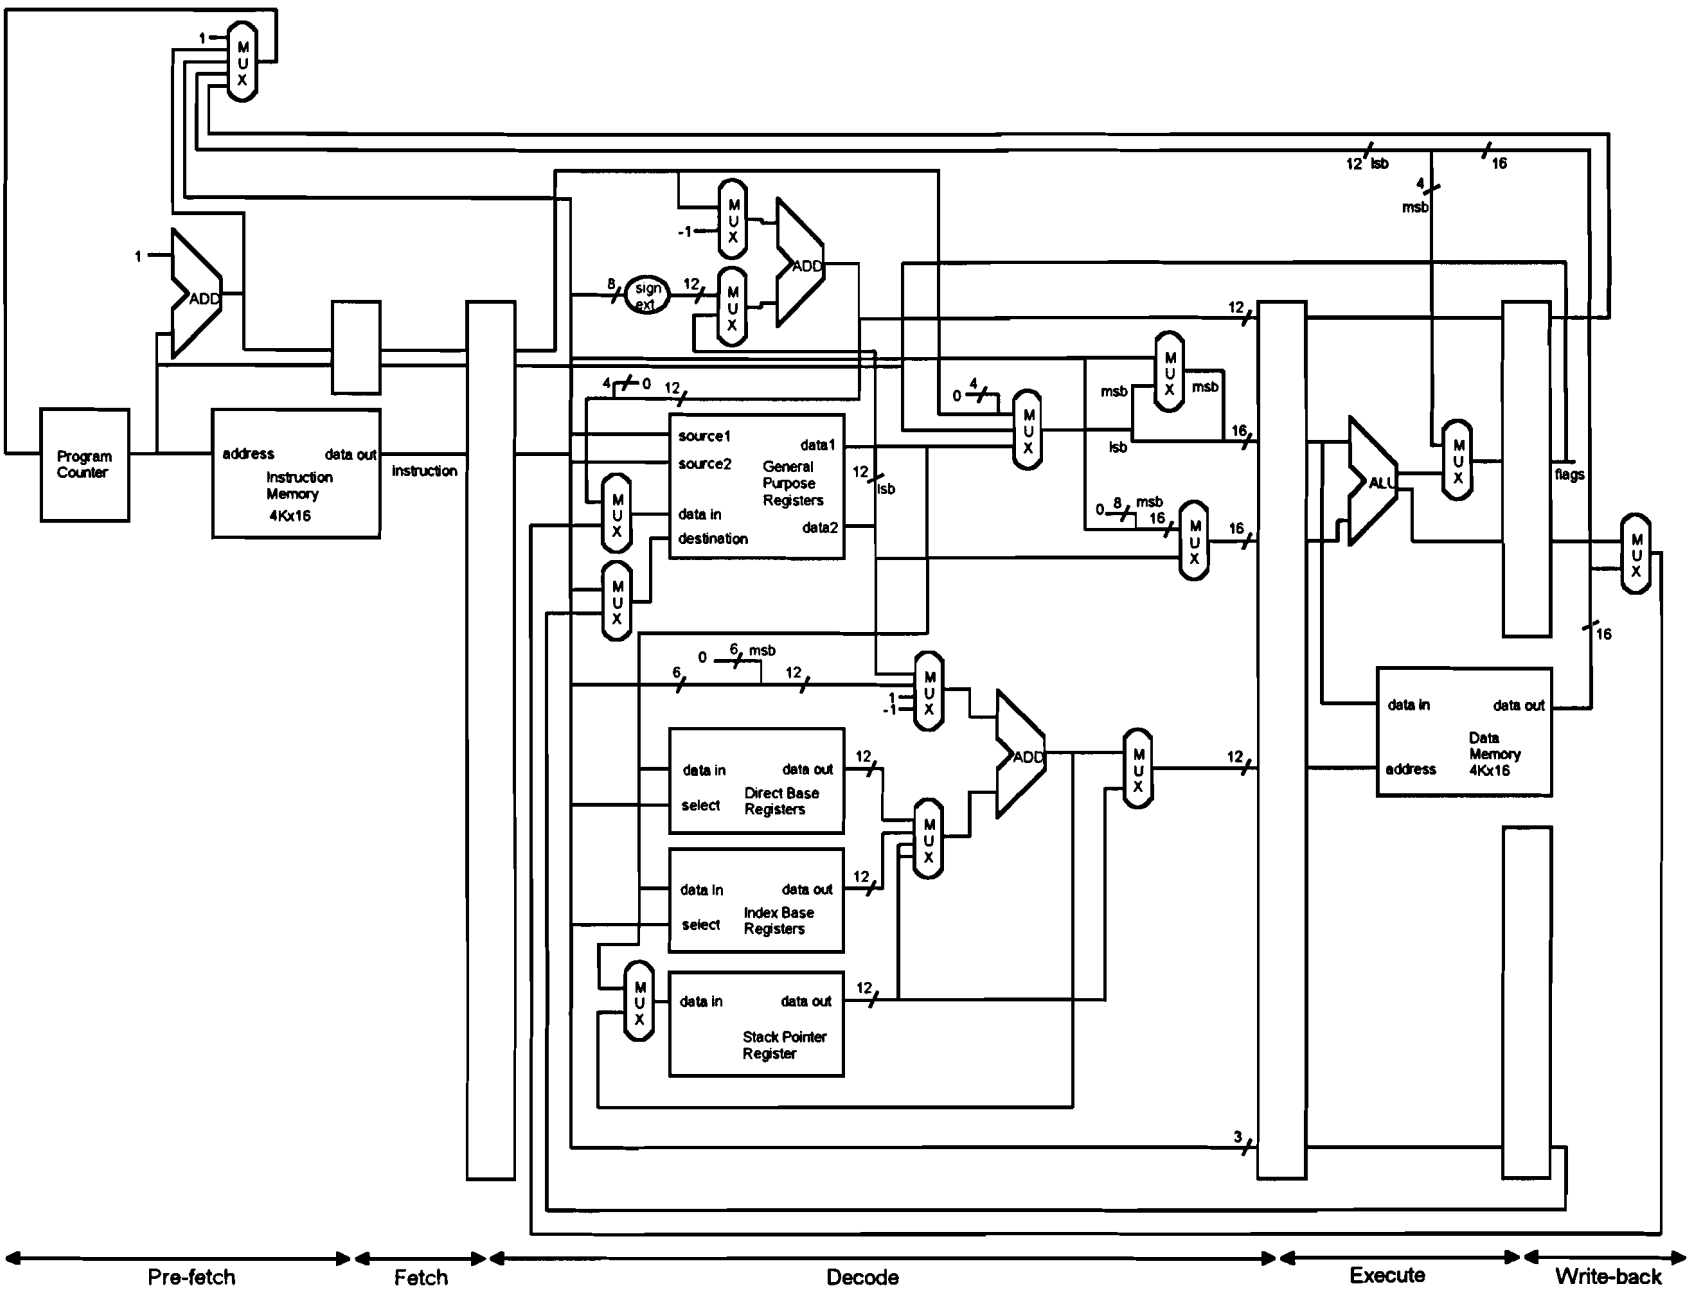 1
M
U
X
12
lsb
16
4
msb
M
U
X
-1
1
ADD
ADD
8
sign
ext
12
M
U
X
12
M
U
X
msb
msb
4
0
12
4
0
M
U
X
lsb
16
Program
Counter
address
data out
Instruction
Memory
4Kx16
instruction
source1
source2
data1
General
Purpose
Registers
data in
data2
destination
12
lsb
M
U
X
M
U
X
0
8
msb
16
M
U
X
16
ALU
M
U
X
flags
M
U
X
16
0
6
msb
6
12
1
-1
M
U
X
ADD
data in
data out
12
Direct Base
Registers
select
M
U
X
M
U
X
12
data in
data out
Data
Memory
4Kx16
address
data in
data out
12
Index Base
Registers
select
M
U
X
data in
data out
12
Stack Pointer
Register
3
Pre-fetch
Fetch
Decode
Execute
Write-back